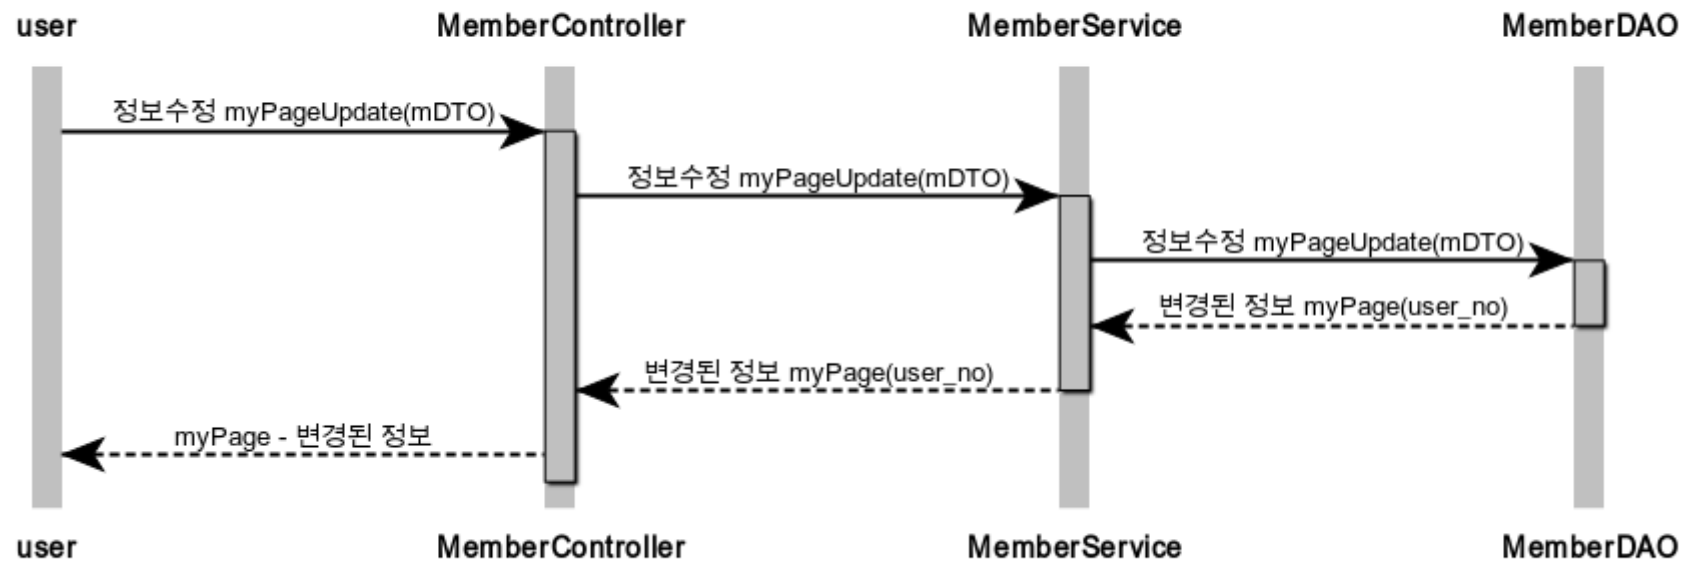 user
MemberController
MemberService
MemberDAO
정보수정 myPageUpdate(mDTO)
정보수정 myPageUpdate(mDTO)
정보수정 myPageUpdate(mDTO)
변경된 정보 myPage(user_no)
변경된 정보 myPage(user_no)
myPage - 변경된 정보
user
MemberController
MemberService
MemberDAO